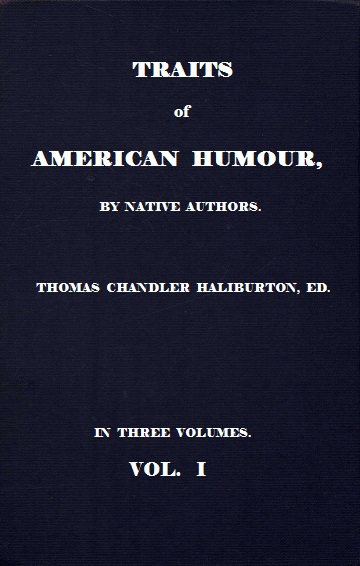 TRAITS
of
AMERICAN HUMOUR,
BY NATIVE AUTHORS.
THOMAS CHANDLER HALIBURTON, ED.
IN THREE VOLUMES.
VOL. I